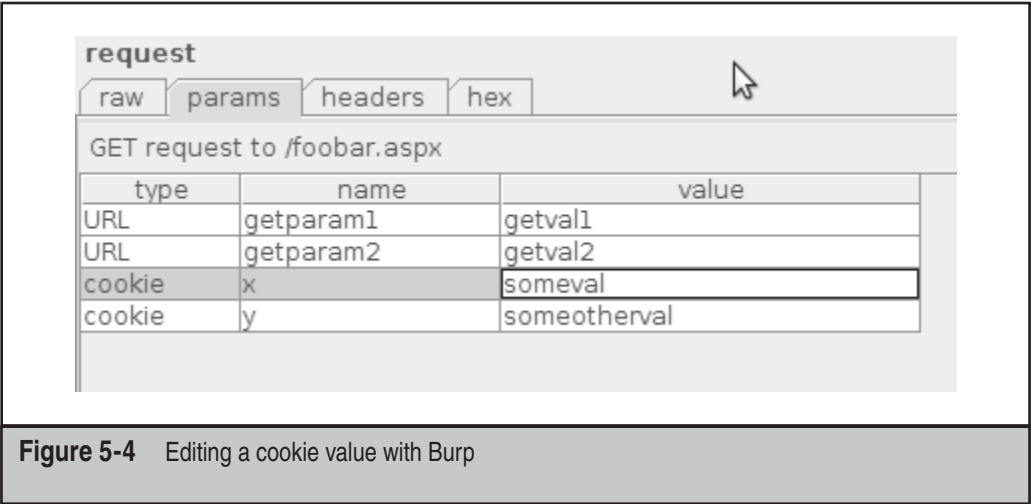 request
raw params headers hex
GET request to /foobar.aspx
type name value
URL getparam1 getval1
URL getparam2 getval2
cookie x someval
cookie y someotherval
Figure 5-4 Editing a cookie value with Burp